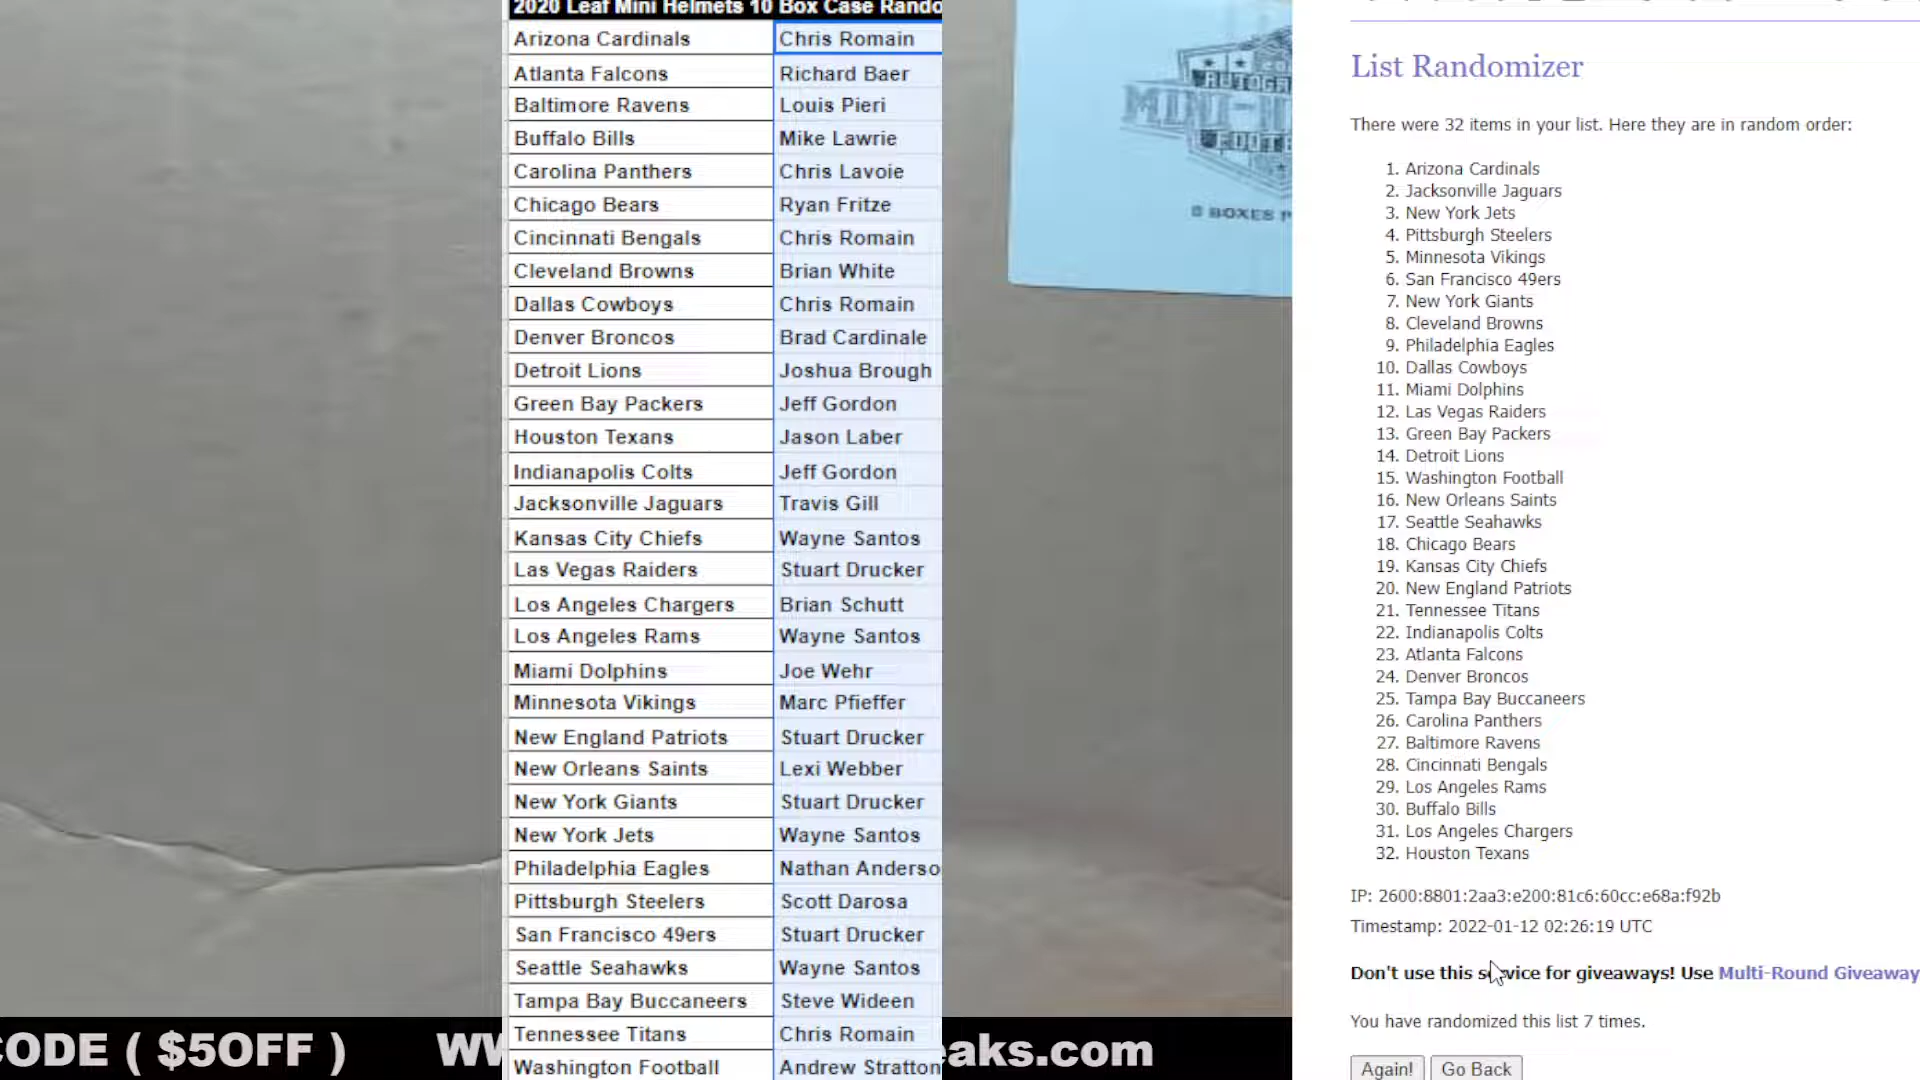 2020 Leaf Mini Helmets 10 Box Case Rando
Arizona Cardinals Chris Romain
Atlanta Falcons Richard Baer
Baltimore Ravens Louis Pieri
Buffalo Bills Mike Lawrie
Carolina Panthers Chris Lavoie
Chicago Bears Ryan Fritze
Cincinnati Bengals Chris Romain
Cleveland Browns Brian White
Dallas Cowboys Chris Romain
Denver Broncos Brad Cardinale
Detroit Lions Joshua Brough
Green Bay Packers Jeff Gordon
Houston Texans Jason Laber
Indianapolis Colts Jeff Gordon
Jacksonville Jaguars Travis Gill
Kansas City Chiefs Wayne Santos
Las Vegas Raiders Stuart Drucker
Los Angeles Chargers Brian Schutt
Los Angeles Rams Wayne Santos
Miami Dolphins Joe Wehr
Minnesota Vikings Marc Pfieffer
New England Patriots Stuart Drucker
New Orleans Saints Lexi Webber
New York Giants Stuart Drucker
New York Jets Wayne Santos
Philadelphia Eagles Nathan Anderso
Pittsburgh Steelers Scott Darosa
San Francisco 49ers Stuart Drucker
Seattle Seahawks Wayne Santos
Tampa Bay Buccaneers Steve Wideen
Tennessee Titans Chris Romain
Washington Football Andrew Stratton
AUTOGRA
MINI-H
FOOT
BOXES P
List Randomizer
There were 32 items in your list. Here they are in random order:
1. Arizona Cardinals
2. Jacksonville Jaguars
3. New York Jets
4. Pittsburgh Steelers
5. Minnesota Vikings
6. San Francisco 49ers
7. New York Giants
8. Cleveland Browns
9. Philadelphia Eagles
10. Dallas Cowboys
11. Miami Dolphins
12. Las Vegas Raiders
13. Green Bay Packers
14. Detroit Lions
15. Washington Football
16. New Orleans Saints
17. Seattle Seahawks
18. Chicago Bears
19. Kansas City Chiefs
20. New England Patriots
21. Tennessee Titans
22. Indianapolis Colts
23. Atlanta Falcons
24. Denver Broncos
25. Tampa Bay Buccaneers
26. Carolina Panthers
27. Baltimore Ravens
28. Cincinnati Bengals
29. Los Angeles Rams
30. Buffalo Bills
31. Los Angeles Chargers
32. Houston Texans
IP: 2600:8801:2aa3:e200:81c6:60cc:e68a:f92b
Timestamp: 2022-01-12 02:26:19 UTC
Don't use this service for giveaways! Use Multi-Round Giveaway
You have randomized this list 7 times.
Again! Go Back
CODE ( $5OFF ) WW eaks.com